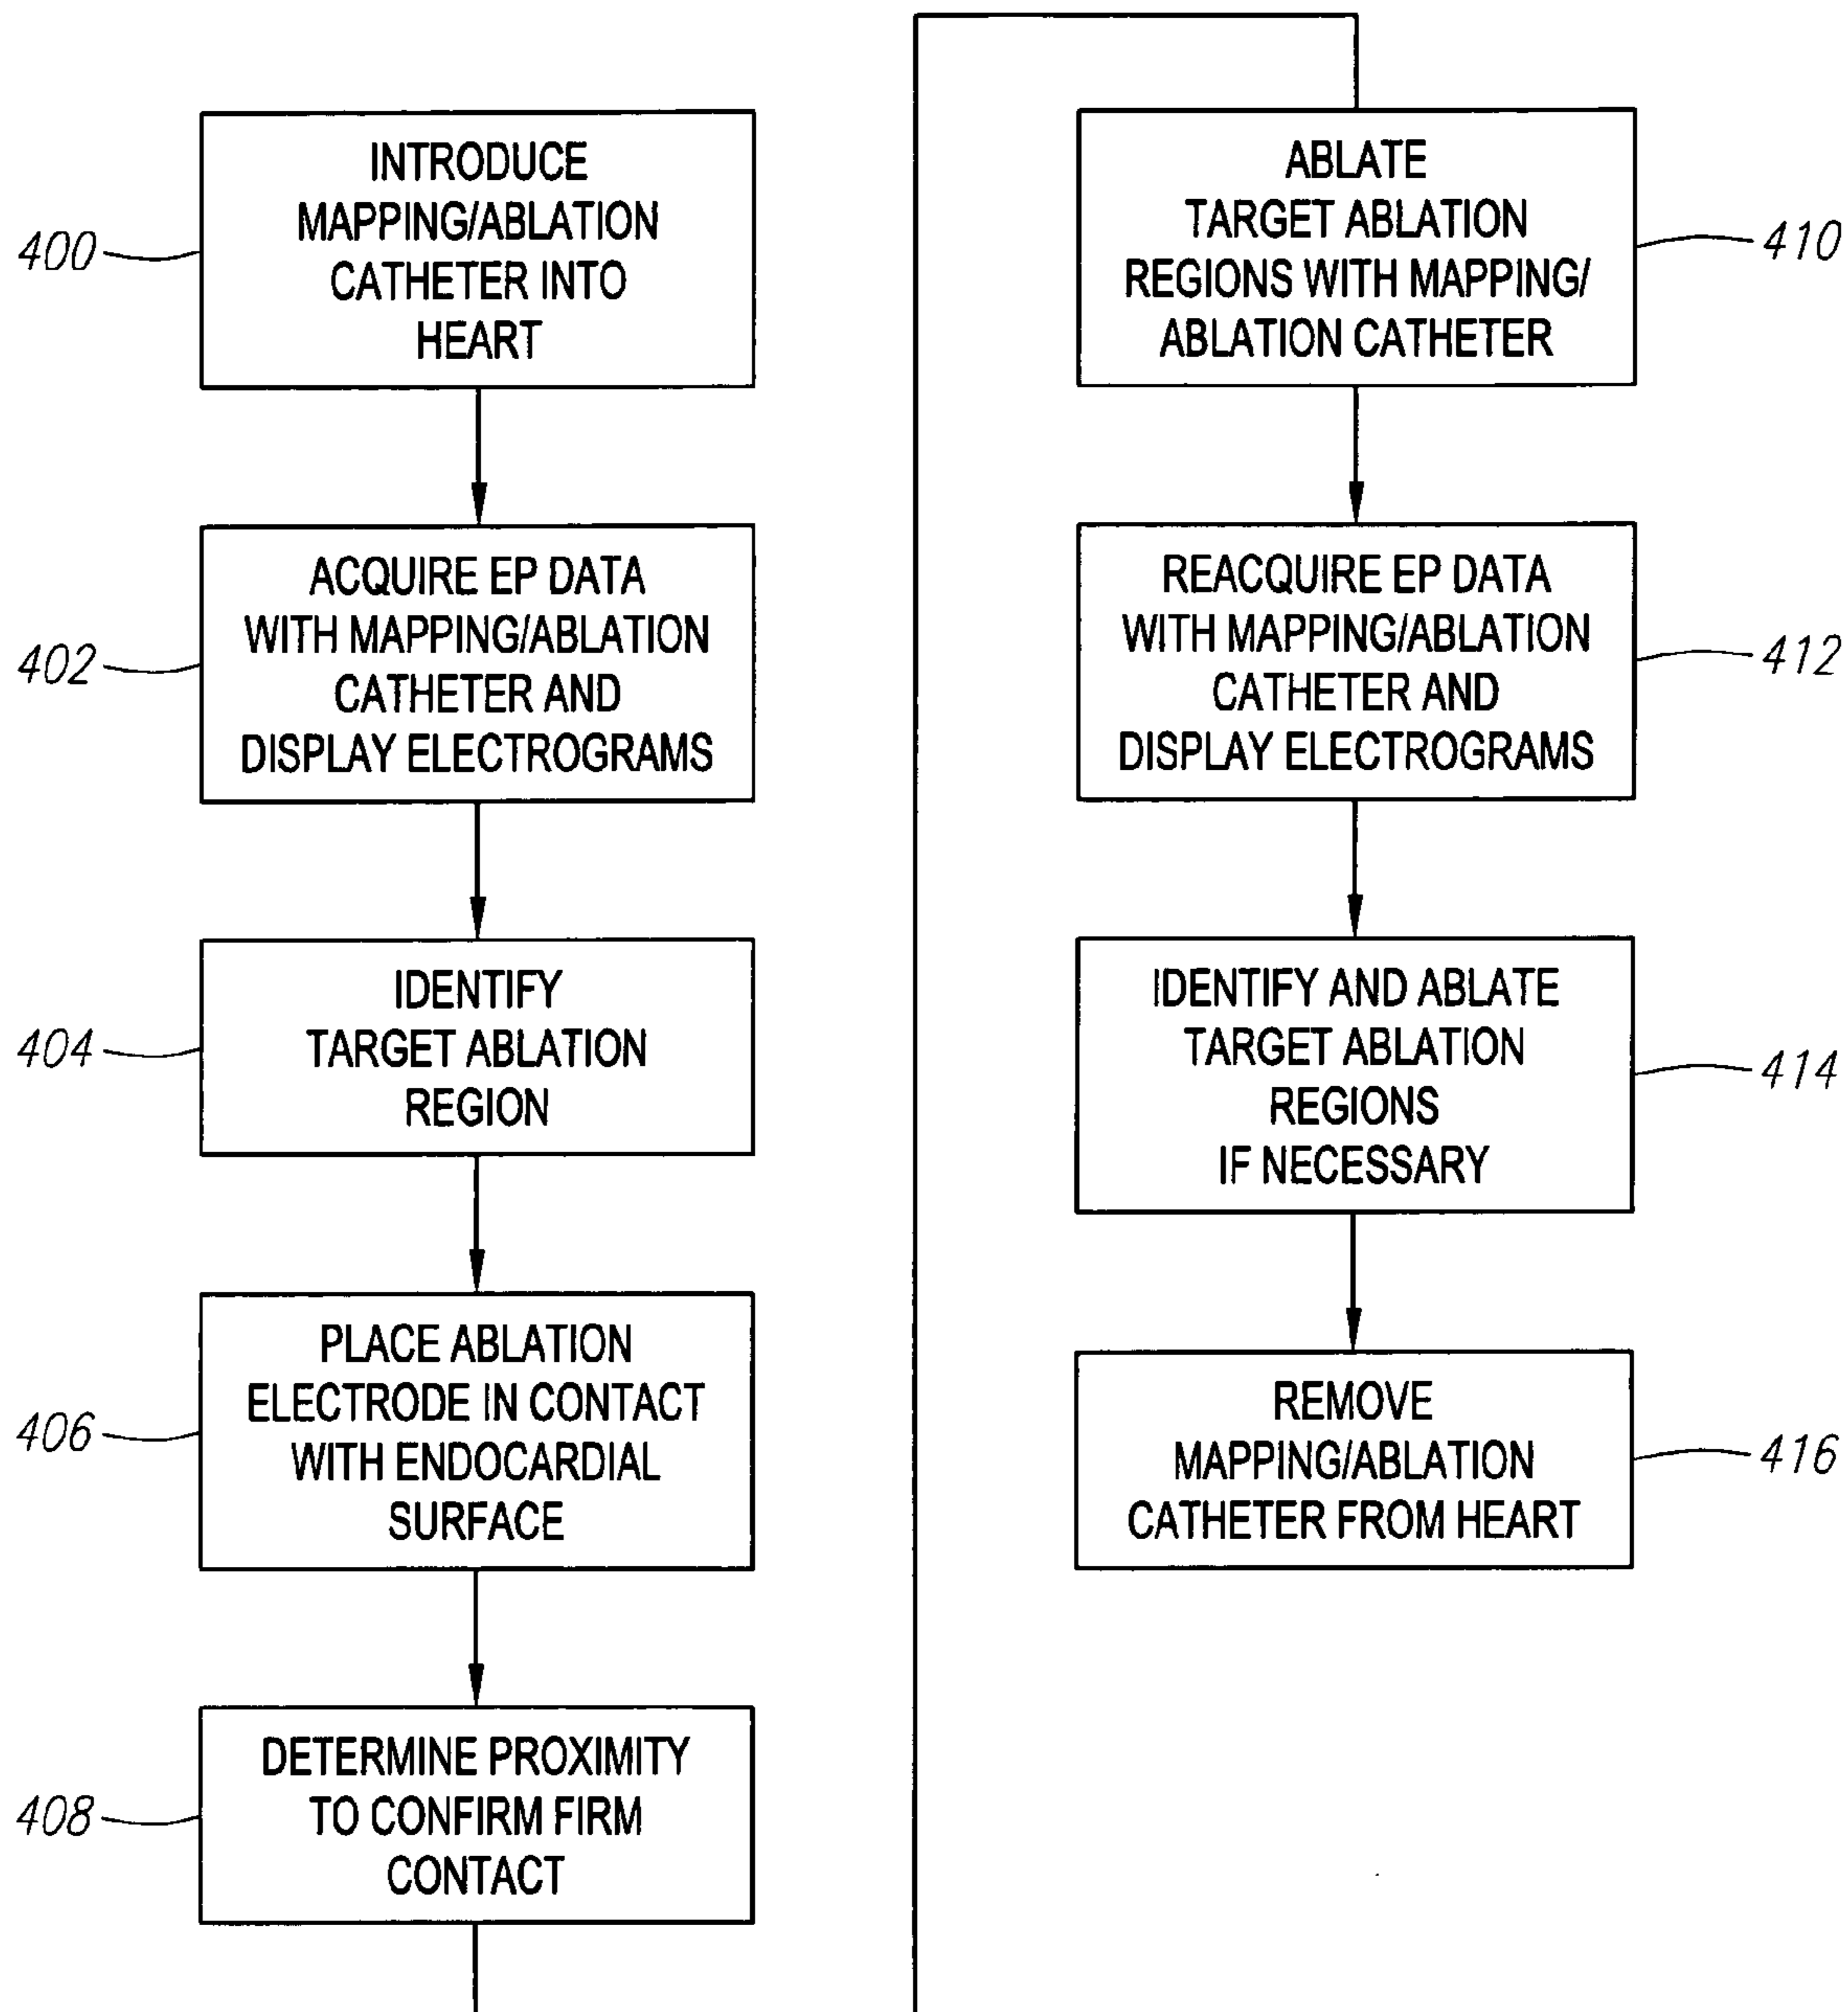 400
INTRODUCE
MAPPING/ABLATION
CATHETER INTO
HEART
402
ACQUIRE EP DATA
WITH MAPPING/ABLATION
CATHETER AND
DISPLAY ELECTROGRAMS
404
IDENTIFY
TARGET ABLATION
REGION
406
PLACE ABLATION
ELECTRODE IN CONTACT
WITH ENDOCARDIAL
SURFACE
408
DETERMINE PROXIMITY
TO CONFIRM FIRM
CONTACT
ABLATE
TARGET ABLATION
REGIONS WITH MAPPING/
ABLATION CATHETER
410
REACQUIRE EP DATA
WITH MAPPING/ABLATION
CATHETER AND
DISPLAY ELECTROGRAMS
412
IDENTIFY AND ABLATE
TARGET ABLATION
REGIONS
IF NECESSARY
414
REMOVE
MAPPING/ABLATION
CATHETER FROM HEART
416